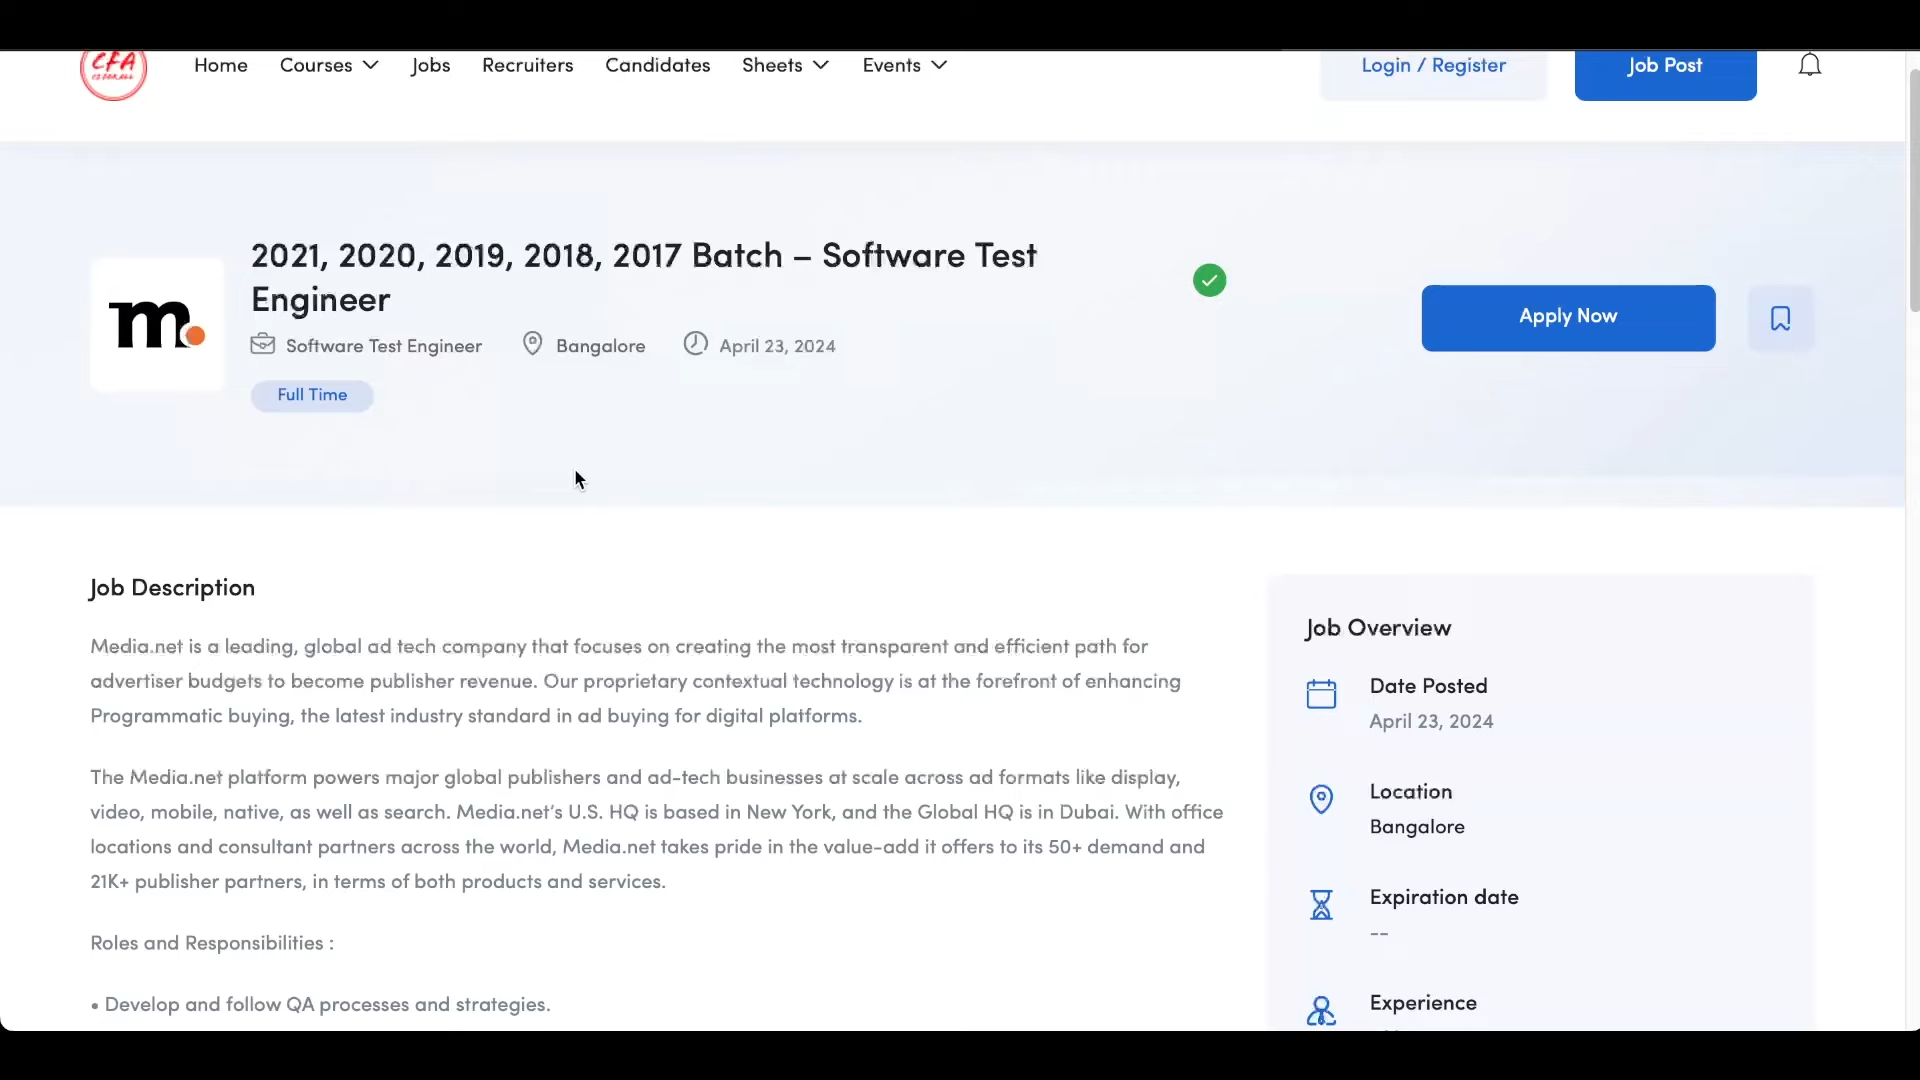 CFA
CS FOR ALL
Home Courses Jobs Recruiters Candidates Sheets Events Login / Register Job Post
2021, 2020, 2019, 2018, 2017 Batch – Software Test
Engineer
m.
Software Test Engineer Bangalore April 23, 2024
Apply Now
Full Time
Job Description
Media.net is a leading, global ad tech company that focuses on creating the most transparent and efficient path for
advertiser budgets to become publisher revenue. Our proprietary contextual technology is at the forefront of enhancing
Programmatic buying, the latest industry standard in ad buying for digital platforms.
The Media.net platform powers major global publishers and ad-tech businesses at scale across ad formats like display,
video, mobile, native, as well as search. Media.net’s U.S. HQ is based in New York, and the Global HQ is in Dubai. With office
locations and consultant partners across the world, Media.net takes pride in the value-add it offers to its 50+ demand and
21K+ publisher partners, in terms of both products and services.
Roles and Responsibilities :
• Develop and follow QA processes and strategies.
Job Overview
Date Posted
April 23, 2024
Location
Bangalore
Expiration date
--
Experience